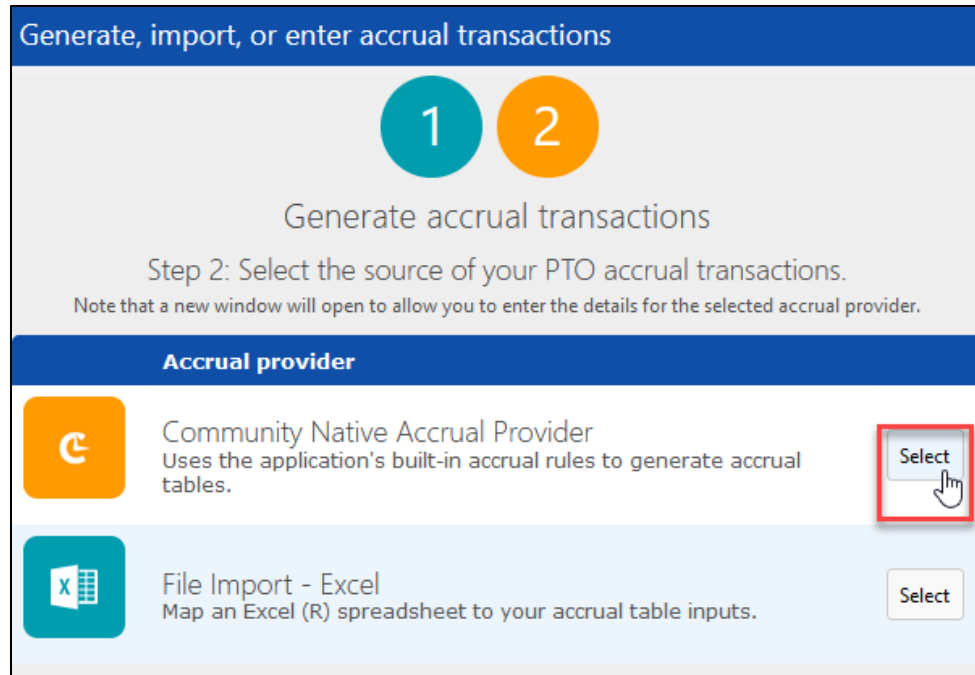 Generate, import, or enter accrual transactions
1 2
Generate accrual transactions
Step 2: Select the source of your PTO accrual transactions.
Note that a new window will open to allow you to enter the details for the selected accrual provider.
Accrual provider
Community Native Accrual Provider
Uses the application's built-in accrual rules to generate accrual
tables.
Select
File Import - Excel
Map an Excel (R) spreadsheet to your accrual table inputs.
Select